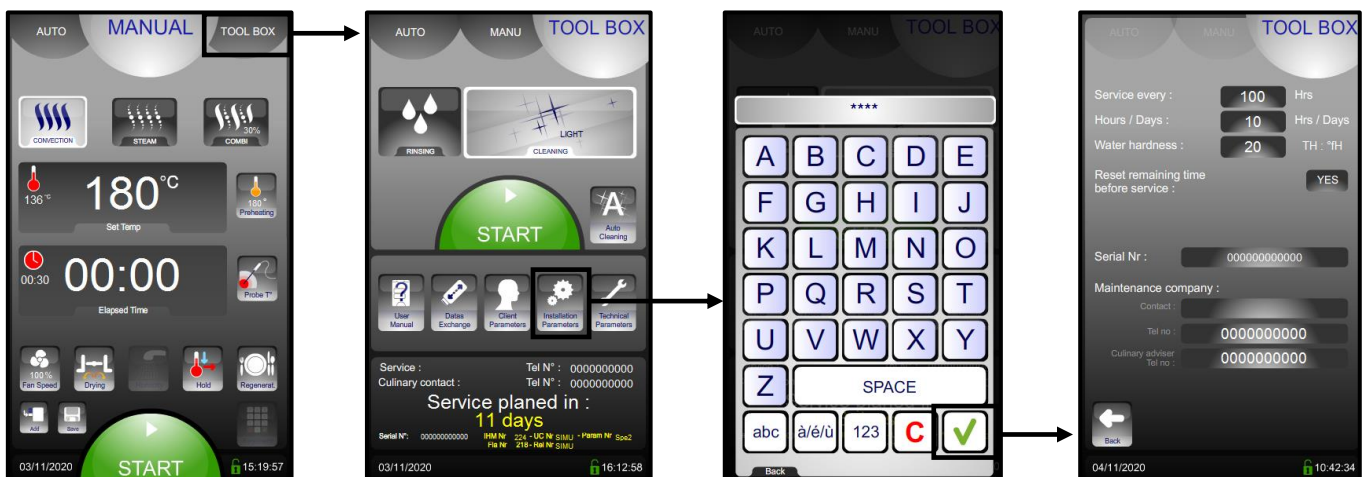 AUTO MANUAL TOOL BOX
CONVECTION
STEAM
30%
COMBI
136 °C
180°C
Set Temp
180 °
Preheating
00:30
00:00
Elapsed Time
Probe T°
100%
Fan Speed
Drying
Hold
Regenerat.
Add
Save
START
03/11/2020
15:19:57
AUTO MANU TOOL BOX
RINSING
LIGHT
CLEANING
START
A
Auto
Cleaning
?
User
Manual
Datas
Exchange
Client
Parameters
Installation
Parameters
Technical
Parameters
Service : Tel N° : 0000000000
Culinary contact : Tel N° : 0000000000
Service planed in :
11 days
Serial N°: 000000000000 IHM Nr 224 - UC Nr SIMU - Param Nr Spe2
Fla Nr 218 - Rel Nr SIMU
03/11/2020 16:12:58
AUTO MANU TOOL BOX
****
A B C D E
F G H I J
K L M N O
P Q R S T
U V W X Y
Z SPACE
abc à/é/ù 123 C
Back
AUTO MANU TOOL BOX
Service every : 100 Hrs
Hours / Days : 10 Hrs / Days
Water hardness : 20 TH : °fH
Reset remaining time
before service :
YES
Serial Nr : 000000000000
Maintenance company :
Contact :
Tel no : 0000000000
Culinary adviser
Tel no :
0000000000
Back
04/11/2020 10:42:34